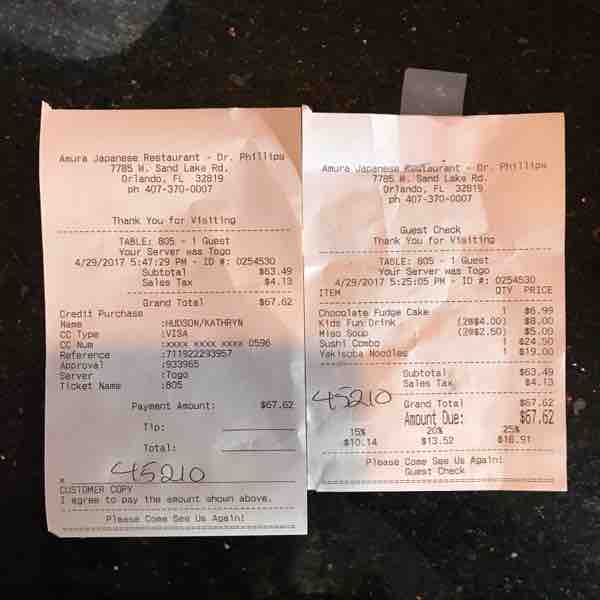 Amura Japanese Restaurant - Dr. Phillips
7785 W. Sand Lake Rd.
Orlando, FL 32819
ph 407-370-0007
Thank You for Visiting
TABLE: 805 - 1 Guest
Your Server was Togo
4/29/2017 5:47:29 PM - ID #: 0254530
Subtotal $63.49
Sales Tax $4.13
Grand Total $67.62
Credit Purchase
Name :HUDSON/KATHRYN
CC Type :VISA
CC Num :xxxx xxxx xxxx 0596
Reference :711922293957
Approval :933965
Server :Togo
Ticket Name :805
Payment Amount: $67.62
Tip:
Total:
45210
x
CUSTOMER COPY
I agree to pay the amount shown above.
Please Come See Us Again!
Amura Japanese Restaurant - Dr. Phillips
7785 W. Sand Lake Rd.
Orlando, FL 32819
ph 407-370-0007
Guest Check
Thank You for Visiting
TABLE: 805 - 1 Guest
Your Server was Togo
4/29/2017 5:25:05 PM - ID #: 0254530
ITEM QTY PRICE
Chocolate Fudge Cake 1 $6.99
Kids Fun Drink (2@$4.00) $8.00
Miso Soup (2@$2.50) $5.00
Sushi Combo 1 $24.50
Yakisoba Noodles 1 $19.00
Subtotal $63.49
Sales Tax $4.13
45210
Grand Total $67.62
Amount Due: $67.62
15% 20% 25%
$10.14 $13.52 $16.91
Please Come See Us Again!
Guest Check